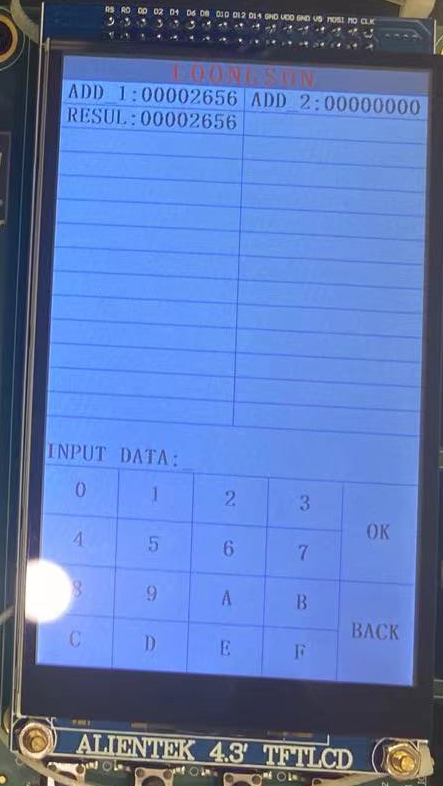 RS RD D0 D2 D4 D6 D8 D10 D12 D14 GND VDD GND V5 MOSI MO CLK
LOONGSON
ADD_1:00002656 ADD_2:00000000
RESUL:00002656
INPUT DATA:_
0 1 2 3
OK
4 5 6 7
8 9 A B
BACK
C D E F
ALIENTEK 4.3' TFTLCD